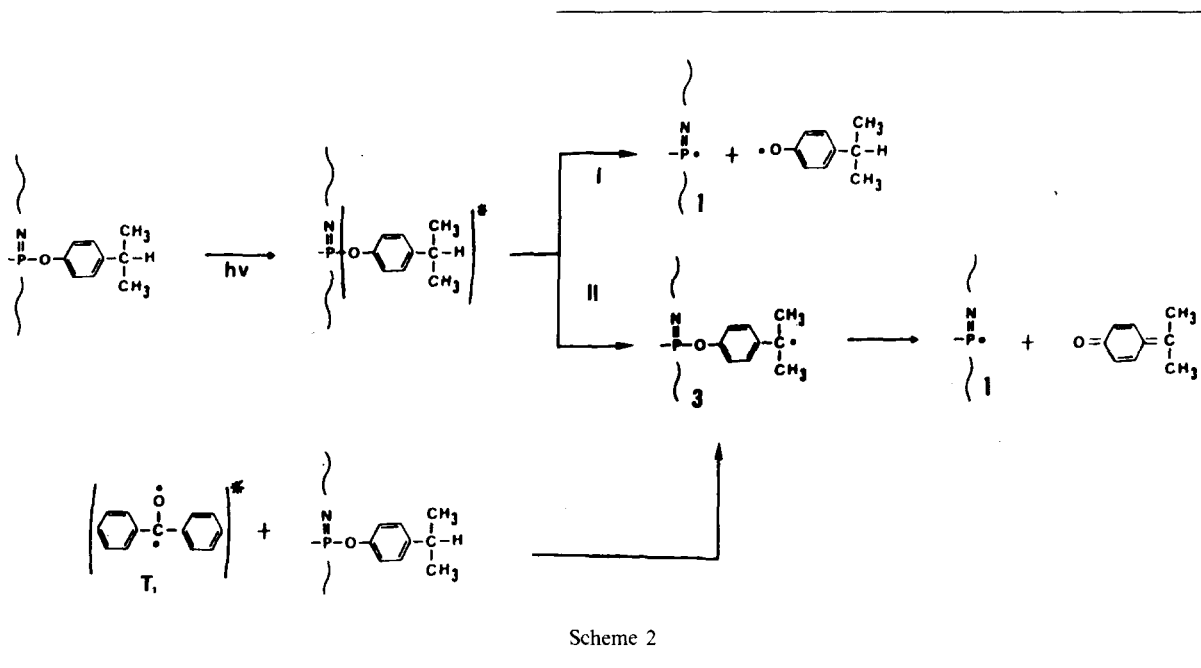 N
‖
-P-O-⌬-C-H
CH3
CH3
hν
N
‖
-P-O-⌬-C-H
CH3
CH3
*
I
N
‖
-P•
1
+
•O-⌬-C-H
CH3
CH3
II
N
‖
-P-O-⌬-C•
CH3
CH3
3
N
‖
-P•
1
+
O=⌬=C
CH3
CH3
O•
C•
*
T1
+
N
‖
-P-O-⌬-C-H
CH3
CH3
Scheme 2